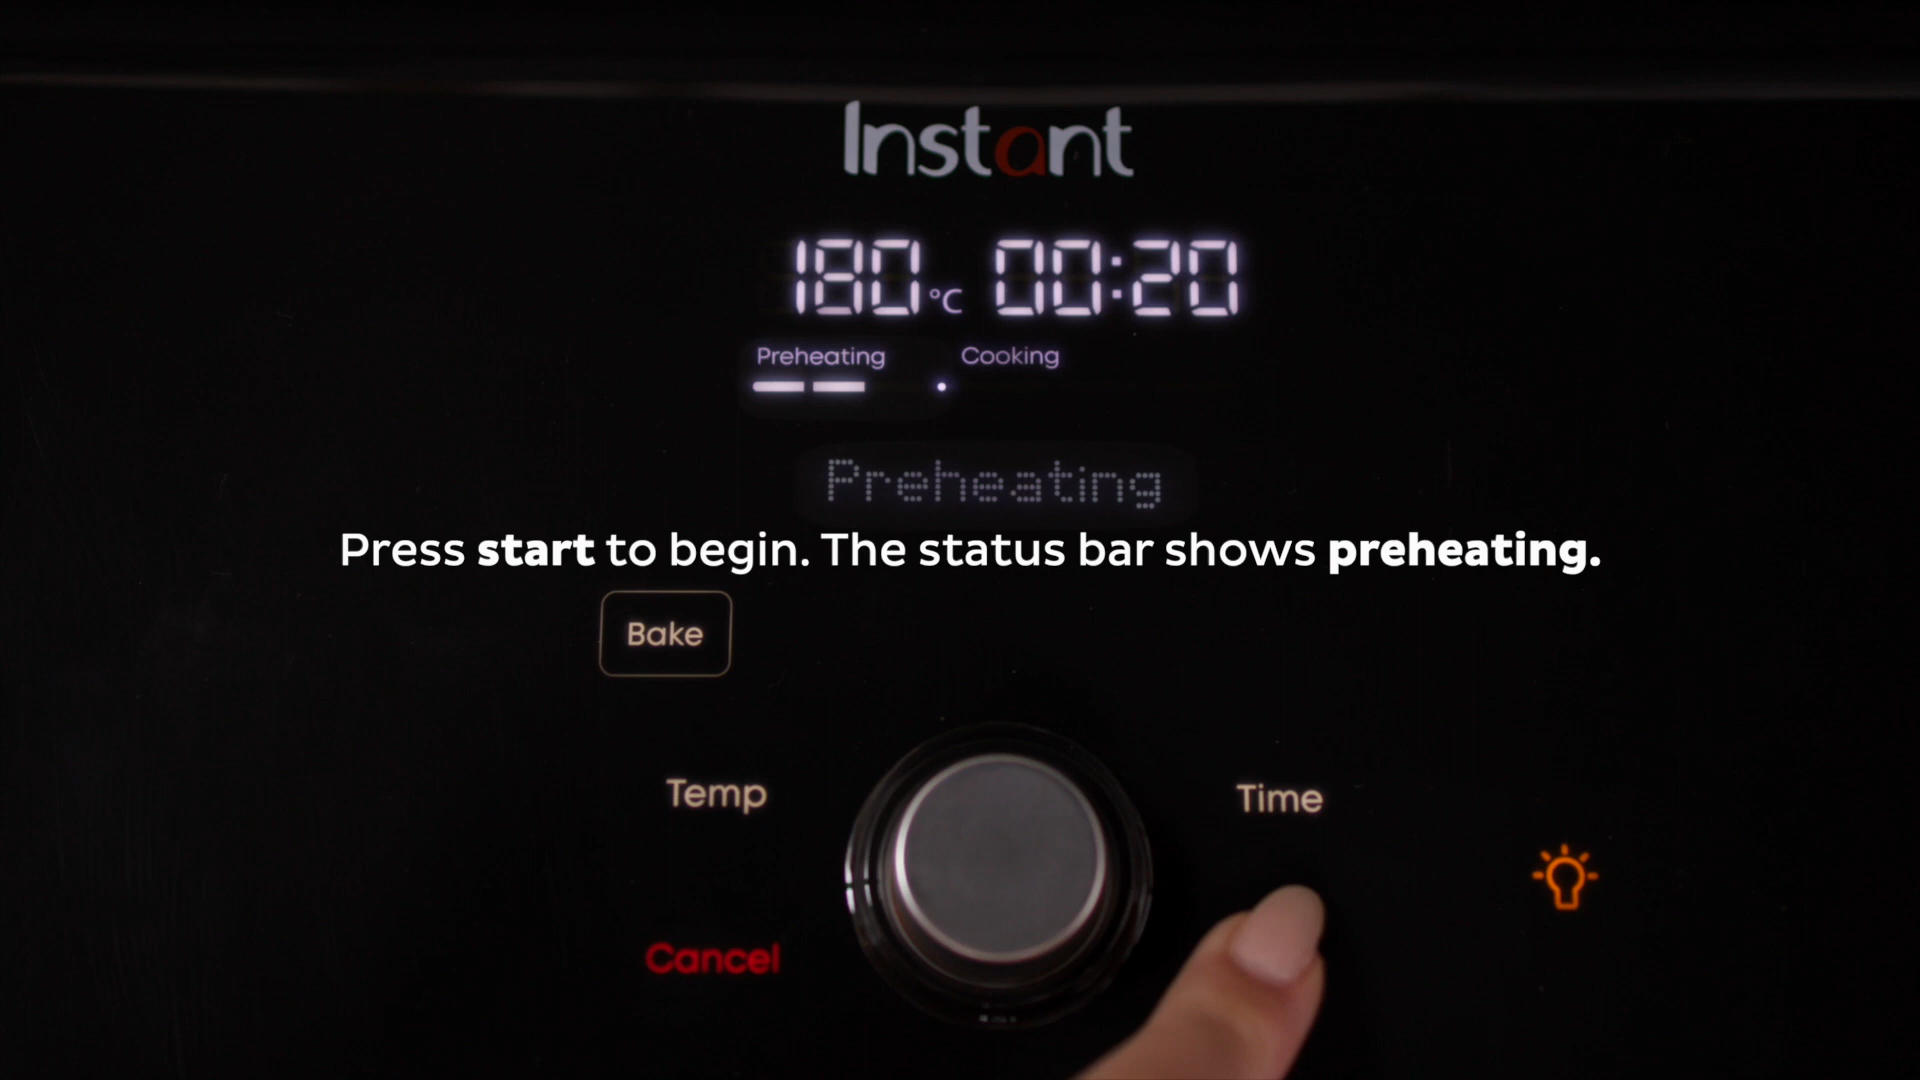 Instant
180 °C 00:20
Preheating Cooking
Preheating
Press start to begin. The status bar shows preheating.
Bake
Temp Time
Cancel